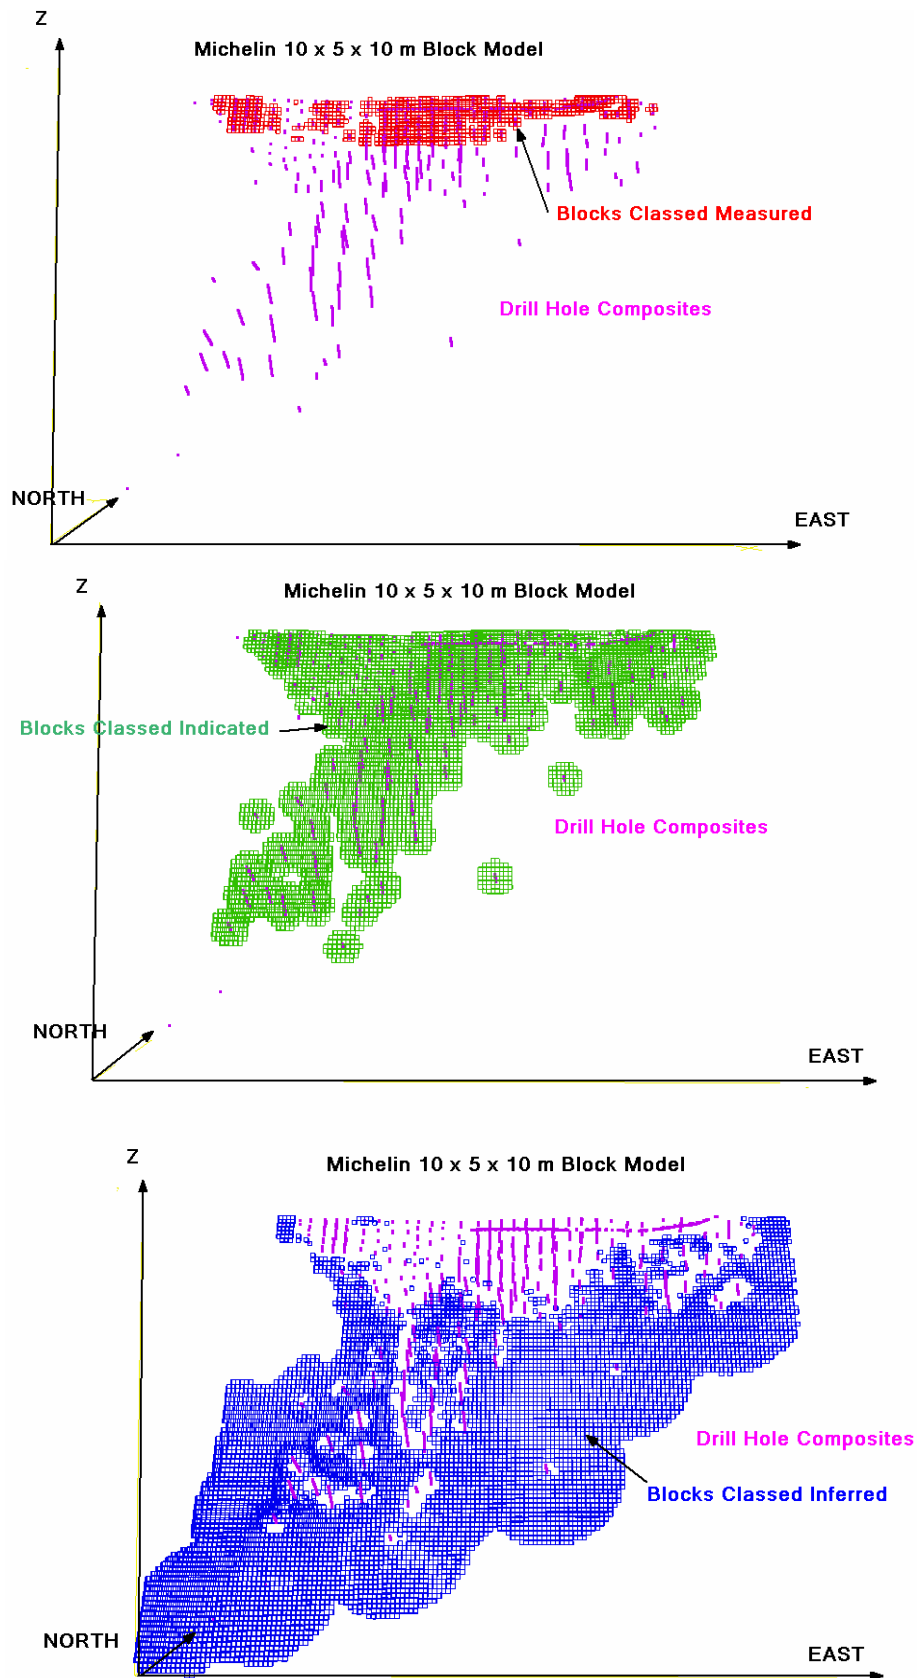 Z
Michelin 10 x 5 x 10 m Block Model
Blocks Classed Measured
Drill Hole Composites
NORTH
EAST
Z
Michelin 10 x 5 x 10 m Block Model
Blocks Classed Indicated
Drill Hole Composites
NORTH
EAST
Z
Michelin 10 x 5 x 10 m Block Model
Drill Hole Composites
Blocks Classed Inferred
NORTH
EAST